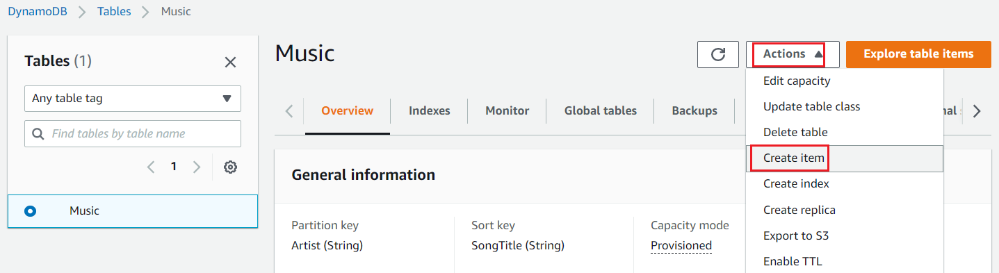 DynamoDB > Tables > Music
Tables (1)
Any table tag
Find tables by table name
1
Music
Music
Actions
Explore table items
Overview
Indexes
Monitor
Global tables
Backups
Edit capacity
Update table class
Delete table
Create item
Create index
Create replica
Export to S3
Enable TTL
General information
Partition key
Artist (String)
Sort key
SongTitle (String)
Capacity mode
Provisioned